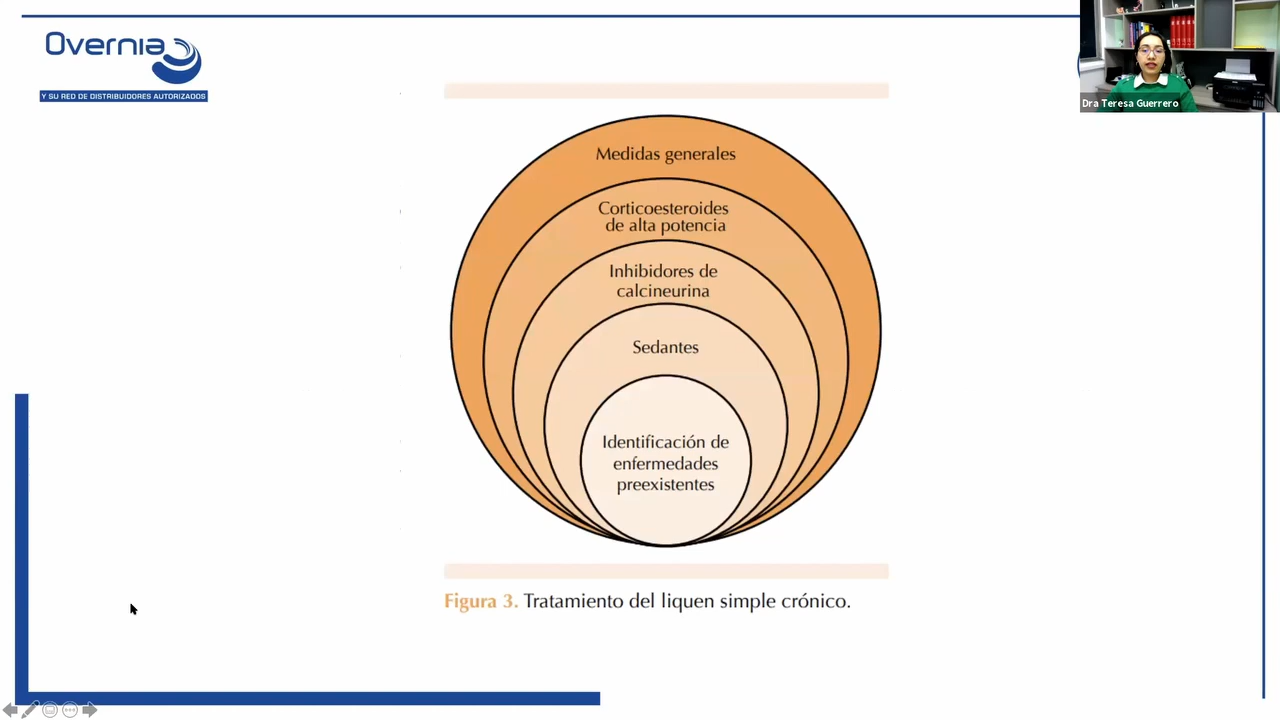 Overnia
Y SU RED DE DISTRIBUIDORES AUTORIZADOS
Dra Teresa Guerrero
Medidas generales
Corticoesteroides
de alta potencia
Inhibidores de
calcineurina
Sedantes
Identificación de
enfermedades
preexistentes
Figura 3. Tratamiento del liquen simple crónico.